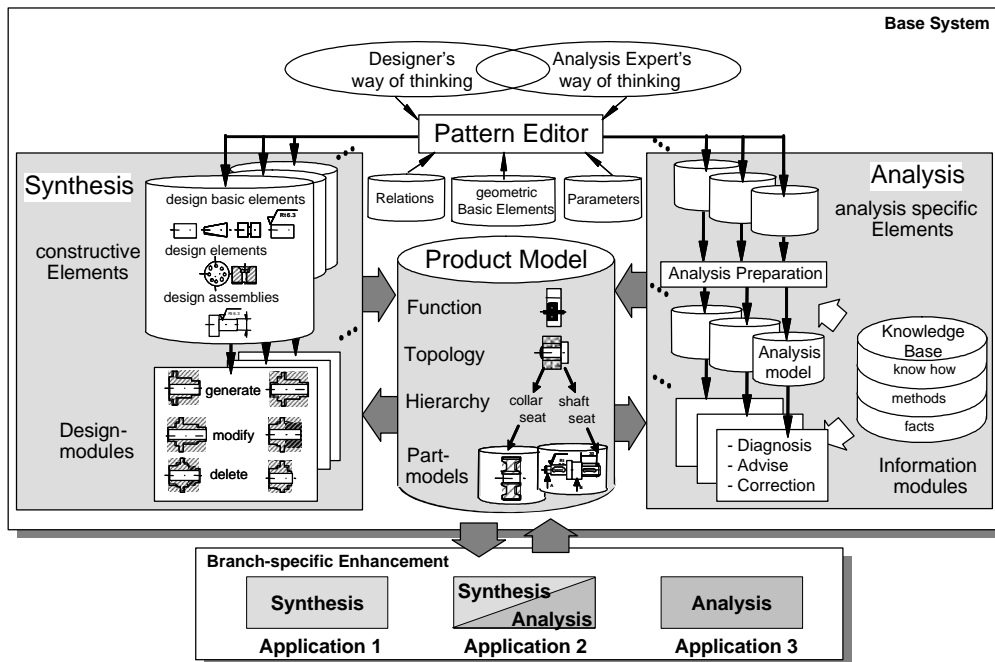 Base System
Designer's
way of thinking
Analysis Expert's
way of thinking
Pattern Editor
Relations
geometric
Basic Elements
Parameters
Synthesis
design basic elements
Rt6.3
constructive
Elements
design elements
design assemblies
Design-
modules
generate
modify
delete
Product Model
Function
Topology
Hierarchy
collar
seat
shaft
seat
Part-
models
Analysis
analysis specific
Elements
Analysis Preparation
Analysis
model
Knowledge
Base
know how
methods
facts
- Diagnosis
- Advise
- Correction
Information
modules
Branch-specific Enhancement
Synthesis
Synthesis
Analysis
Analysis
Application 1
Application 2
Application 3